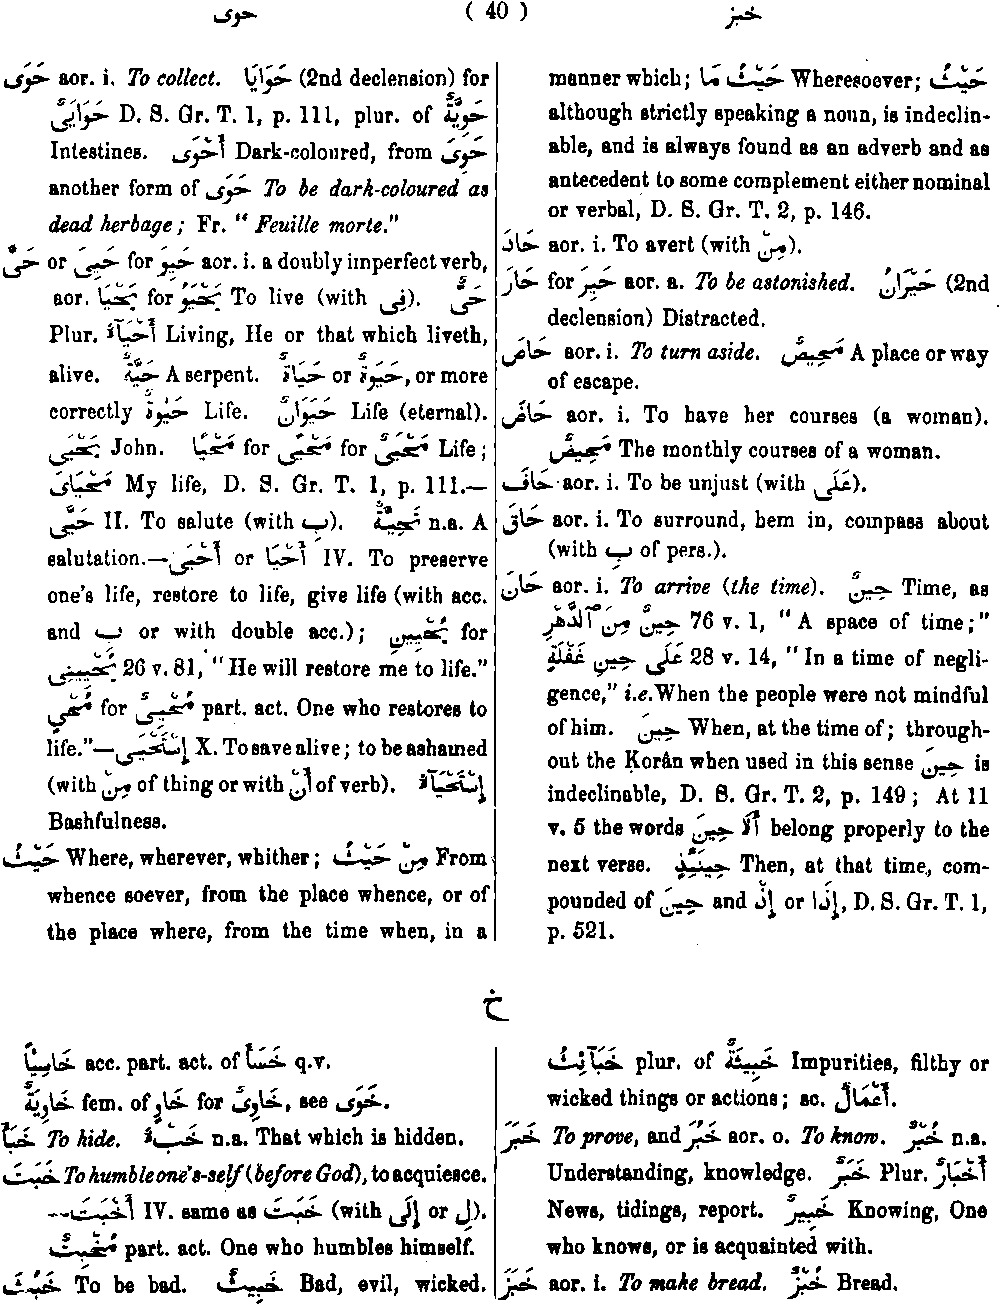 حوى ( 40 ) خبز
حَوَى aor. i. To collect. حَوَايَا (2nd declension) for
حَوَابِىُ D. S. Gr. T. 1, p. 111, plur. of حَوِيَّةٌ
Intestines. أَحْوَى Dark-coloured, from حَوَى
another form of حَوِىَ To be dark-coloured as
dead herbage; Fr. “ Feuille morte."
حَىَّ or حَيِىَ for حَيِوَ aor. i. a doubly imperfect verb,
aor. يَحْيَا for يَحْيَوُ To live (with فِى). حَىٌّ
Plur. أَحْيَآءٌ Living, He or that which liveth,
alive. حَيَّةٌ A serpent. حَيَاةٌ or حَيَوةٌ, or more
correctly حَيٰوةٌ Life. حَيَوَانٌ Life (eternal).
يَحْيَى John. مَحْيَا for مَحْيًى for مَحْيَىٌ Life;
مَحْيَاىَ My life, D. S. Gr. T. 1, p. 111.—
حَيَّى II. To salute (with بِ). تَحِيَّةٌ n.a. A
salutation.—أَحْيَى or أَحْيَا IV. To preserve
one's life, restore to life, give life (with acc.
and بِ or with double acc.); يُحْيِينِ for
يُحْيِينِى 26 v. 81, “ He will restore me to life.”
مُحْيِى for مُحْيِىٌ part. act. One who restores to
life.”—إِسْتَحْيَى X. To save alive; to be ashamed
(with مِنْ of thing or with أَنْ of verb). إِسْتِحْيَآءٌ
Bashfulness.
حَيْثُ Where, wherever, whither; مِنْ حَيْثُ From
whence soever, from the place whence, or of
the place where, from the time when, in a
manner which; حَيْثُ مَا Wheresoever; حَيْثُ
although strictly speaking a noun, is indeclin-
able, and is always found as an adverb and as
antecedent to some complement either nominal
or verbal, D. S. Gr. T. 2, p. 146.
حَادَ aor. i. To avert (with مِنْ).
حَارَ for حَيِرَ aor. a. To be astonished. حَيْرَانُ (2nd
declension) Distracted.
حَاصَ aor. i. To turn aside. مَحِيصٌ A place or way
of escape.
حَاضَ aor. i. To have her courses (a woman).
مَحِيضٌ The monthly courses of a woman.
حَافَ aor. i. To be unjust (with عَلَى).
حَاقَ aor. i. To surround, hem in, compass about
(with بِ of pers.).
حَانَ aor. i. To arrive (the time). حِينٌ Time, as
حِينٌ مِنَ ٱلدَّهْرِ 76 v. 1, “ A space of time;”
عَلَى حِينِ غَفْلَةٍ 28 v. 14, “ In a time of negli-
gence,” i.e. When the people were not mindful
of him. حِينَ When, at the time of; through-
out the Ḳorân when used in this sense حِينَ is
indeclinable, D. S. Gr. T. 2, p. 149; At 11
v. 5 the words أَلَا حِينَ belong properly to the
next verse. حِينَئِذٍ Then, at that time, com-
pounded of حِينَ and إِذْ or إِذَا, D. S. Gr. T. 1,
p. 521.
خ
خَاسِئًا acc. part. act. of خَسَأَ q.v.
خَاوِيَةٌ fem. of خَاوٍ for خَاوِىٌ, see خَوَى.
خَبَأَ To hide. خَبْءٌ n.a. That which is hidden.
خَبَتَ To humble one's-self (before God), to acquiesce.
—أَخْبَتَ IV. same as خَبَتَ (with إِلَى or لِ).
مُخْبِتٌ part. act. One who humbles himself.
خَبُثَ To be bad. خَبِيثٌ Bad, evil, wicked.
خَبَآئِثُ plur. of خَبِيثَةٌ Impurities, filthy or
wicked things or actions; sc. أَعْمَالٌ.
خَبَرَ To prove, and خَبُرَ aor. o. To know. خُبْرٌ n.a.
Understanding, knowledge. خَبَرٌ Plur. أَخْبَارٌ
News, tidings, report. خَبِيرٌ Knowing, One
who knows, or is acquainted with.
خَبَزَ aor. i. To make bread. خُبْزٌ Bread.